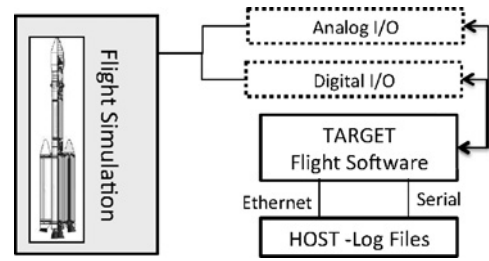 Flight Simulation
Analog I/O
Digital I/O
TARGET
Flight Software
Ethernet
Serial
HOST -Log Files